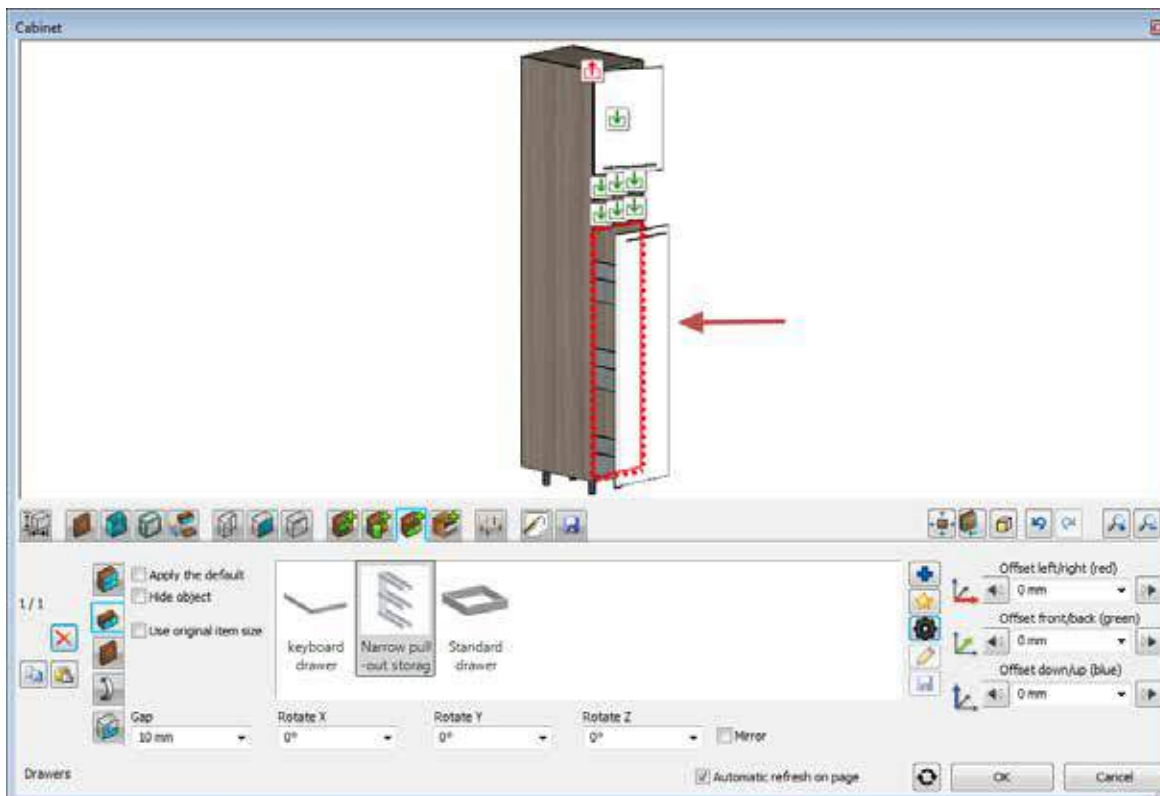 Cabinet
1 / 1
Apply the default
Hide object
Use original item size
keyboard
drawer
Narrow pull
-out storag
Standard
drawer
Offset left/right (red)
0 mm
Offset front/back (green)
0 mm
Offset down/up (blue)
0 mm
Gap
10 mm
Rotate X
0°
Rotate Y
0°
Rotate Z
0°
Mirror
Drawers
Automatic refresh on page
OK
Cancel